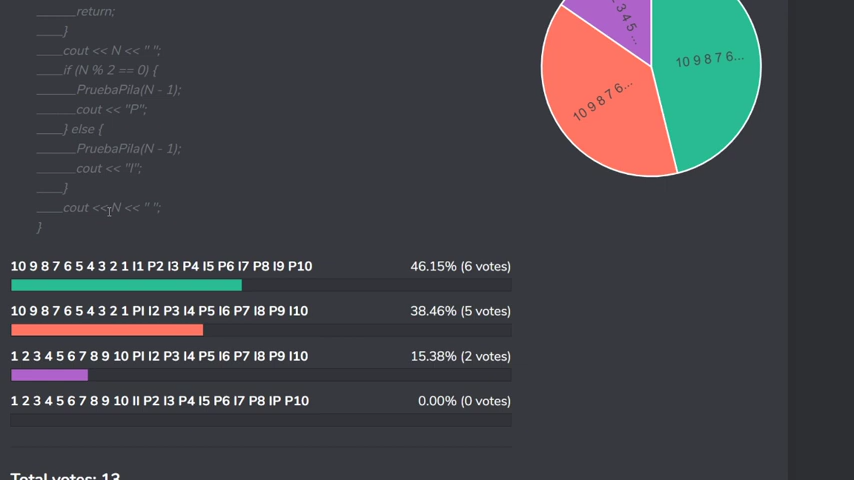 ______return;
____}
____cout << N << " ";
____if (N % 2 == 0) {
______PruebaPila(N - 1);
______cout << "P";
____} else {
______PruebaPila(N - 1);
______cout << "I";
____}
____cout << N << " ";
}
10 9 8 7 6 5 4 3 2 1 I1 P2 I3 P4 I5 P6 I7 P8 I9 P10 46.15% (6 votes)
10 9 8 7 6 5 4 3 2 1 PI I2 P3 I4 P5 I6 P7 I8 P9 I10 38.46% (5 votes)
1 2 3 4 5 6 7 8 9 10 PI I2 P3 I4 P5 I6 P7 I8 P9 I10 15.38% (2 votes)
1 2 3 4 5 6 7 8 9 10 II P2 I3 P4 I5 P6 I7 P8 IP P10 0.00% (0 votes)
Total votes: 13
3 4 5 ...
10 9 8 7 6...
10 9 8 7 6...